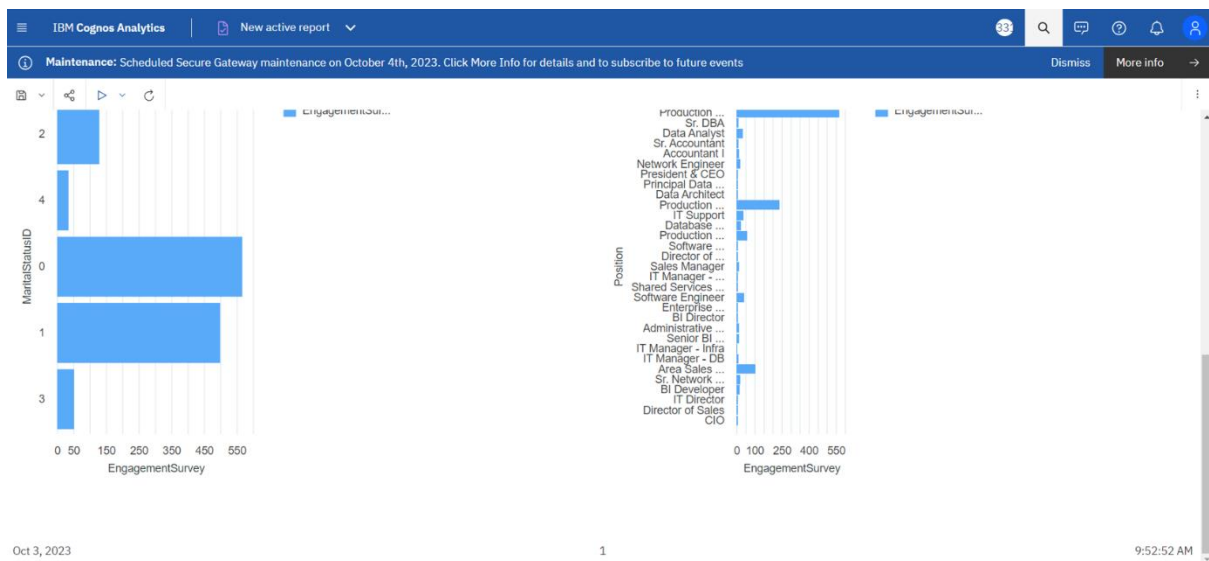 IBM Cognos Analytics New active report
Maintenance: Scheduled Secure Gateway maintenance on October 4th, 2023. Click More Info for details and to subscribe to future events Dismiss More info
EngagementSur...
2
4
0
1
3
MaritalStatusID
0 50 150 250 350 450 550
EngagementSurvey
EngagementSur...
Production ...
Sr. DBA
Data Analyst
Sr. Accountant
Accountant I
Network Engineer
President & CEO
Principal Data ...
Data Architect
Production ...
IT Support
Database ...
Production ...
Software ...
Director of ...
Sales Manager
IT Manager - ...
Shared Services ...
Software Engineer
Enterprise ...
BI Director
Administrative ...
Senior BI ...
IT Manager - Infra
IT Manager - DB
Area Sales ...
Sr. Network ...
BI Developer
IT Director
Director of Sales
CIO
Position
0 100 250 400 550
EngagementSurvey
Oct 3, 2023 1 9:52:52 AM